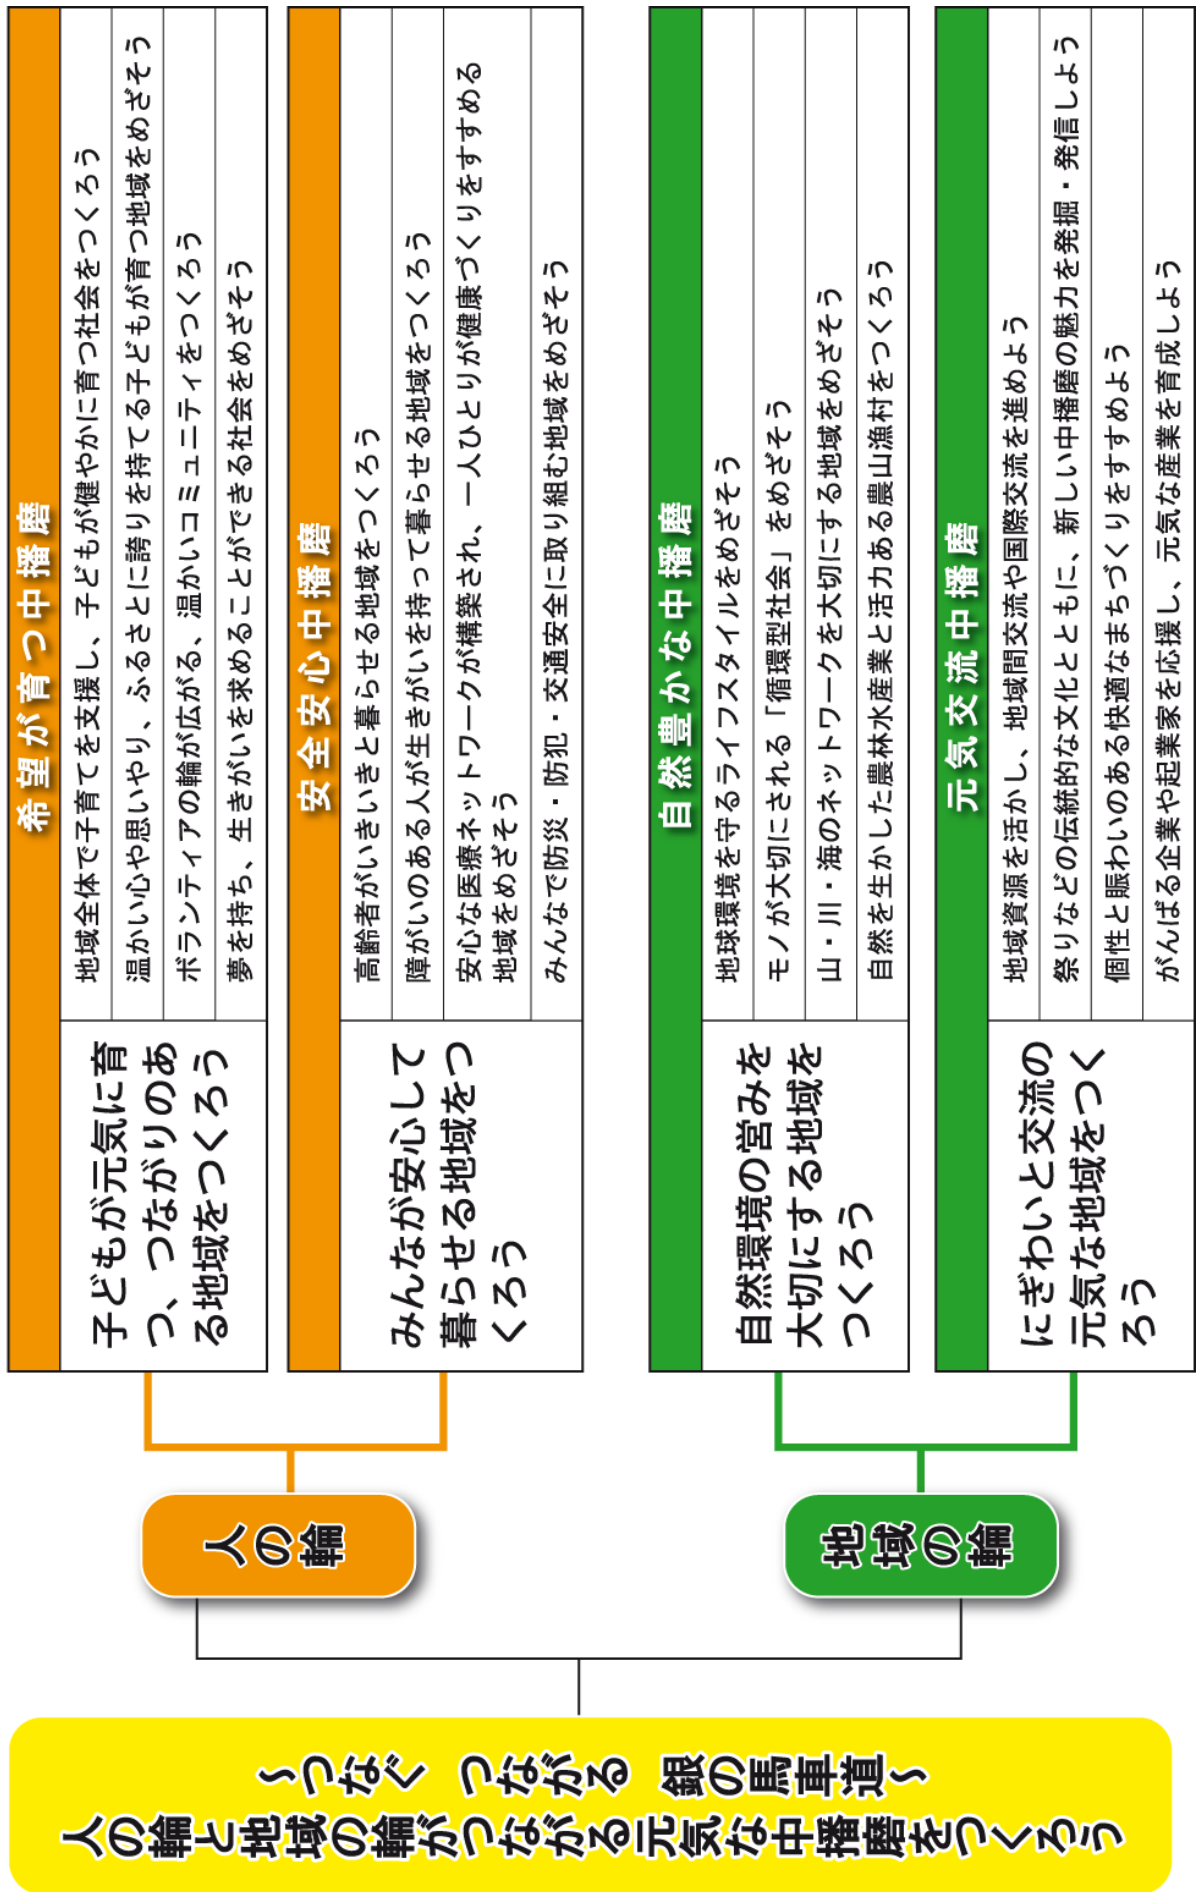 ～つなぐ つながる 銀の馬車道～
人の輪と地域の輪がつながる元気な中播磨をつくろう
人の輪
希望が育つ中播磨
子どもが元気に育
つ、つながりのあ
る地域をつくろう
地域全体で子育てを支援し、子どもが健やかに育つ社会をつくろう
温かい心や思いやり、ふるさとに誇りを持てる子どもが育つ地域をめざそう
ボランティアの輪が広がる、温かいコミュニティをつくろう
夢を持ち、生きがいを求めることができる社会をめざそう
安全安心中播磨
みんなが安心して
暮らせる地域をつ
くろう
高齢者がいきいきと暮らせる地域をつくろう
障がいのある人が生きがいを持って暮らせる地域をつくろう
安心な医療ネットワークが構築され、一人ひとりが健康づくりをすすめる
地域をめざそう
みんなで防災・防犯・交通安全に取り組む地域をめざそう
地域の輪
自然豊かな中播磨
自然環境の営みを
大切にする地域を
つくろう
地球環境を守るライフスタイルをめざそう
モノが大切にされる「循環型社会」をめざそう
山・川・海のネットワークを大切にする地域をめざそう
自然を生かした農林水産業と活力ある農山漁村をつくろう
元気交流中播磨
にぎわいと交流の
元気な地域をつく
ろう
地域資源を活かし、地域間交流や国際交流を進めよう
祭りなどの伝統的な文化とともに、新しい中播磨の魅力を発掘・発信しよう
個性と賑わいのある快適なまちづくりをすすめよう
がんばる企業や起業家を応援し、元気な産業を育成しよう